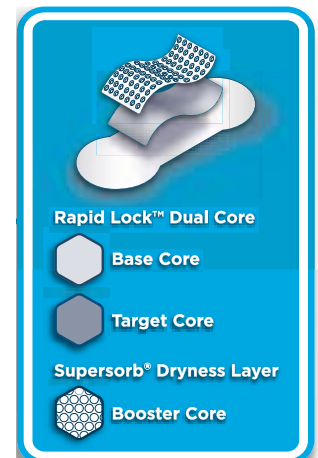 Rapid Lock™ Dual Core
Base Core
Target Core
Supersorb® Dryness Layer
Booster Core